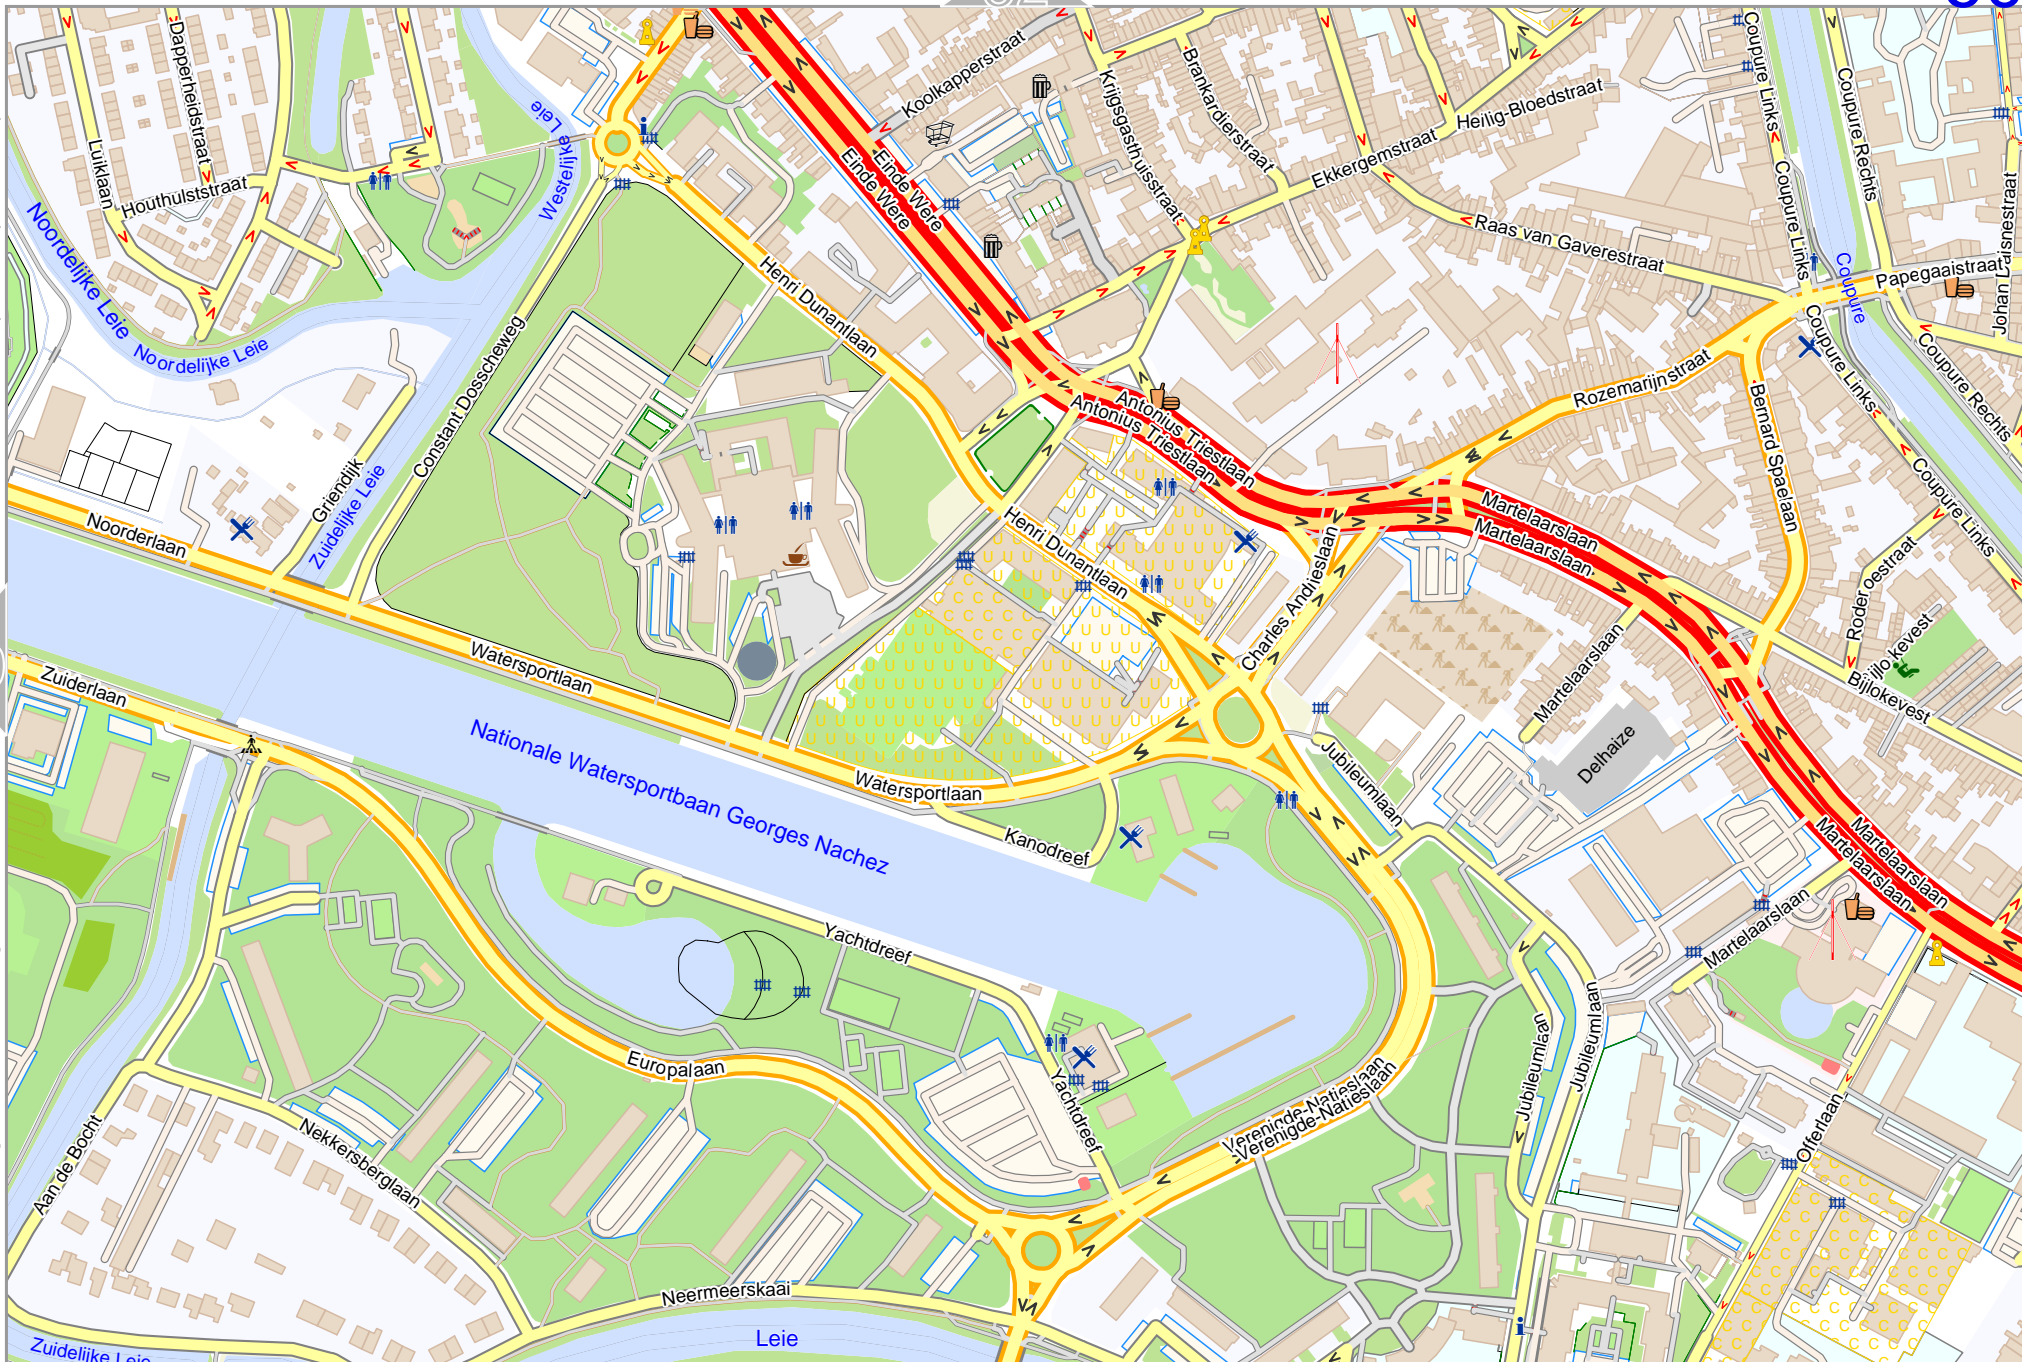 Dapperheidstraat
Luiklaan
Houthulststraat
Westelijke Leie
Noordelijke Leie
Noordelijke Leie
Koolkapperstraat
Krijgsgasthuisstraat
Brankardierstraat
Heilig-Bloedstraat
Ekkergemstraat
Coupure Links
Coupure Links
Coupure Rechts
Johan Daisnestraat
Einde Were
Einde Were
Raas van Gaverestraat
Papegaaistraat
Coupure
Henri Dunantlaan
Constant Dosscheweg
Coupure Links
Coupure Rechts
Rozemarijnstraat
Bernard Spaelaan
Antonius Triestlaan
Antonius Triestlaan
Griendijk
Zuidelijke Leie
Noorderlaan
Henri Dunantlaan
Martelaarslaan
Martelaarslaan
Coupure Links
Charles Andrieslaan
Martelaarslaan
Bijlokevest
Bijlokevest
Watersportlaan
Zuiderlaan
Nationale Watersportbaan Georges Nachez
Watersportlaan
Kanodreef
Jubileumlaan
Delhaize
Martelaarslaan
Martelaarslaan
Martelaarslaan
Yachtdreef
Yachtdreef
Europalaan
Jubileumlaan
Jubileumlaan
Verenigde-Natieslaan
Verenigde-Natieslaan
Offerlaan
Aan de Bocht
Nekkersberglaan
Neermeerskaai
Leie
Zuidelijke Leie